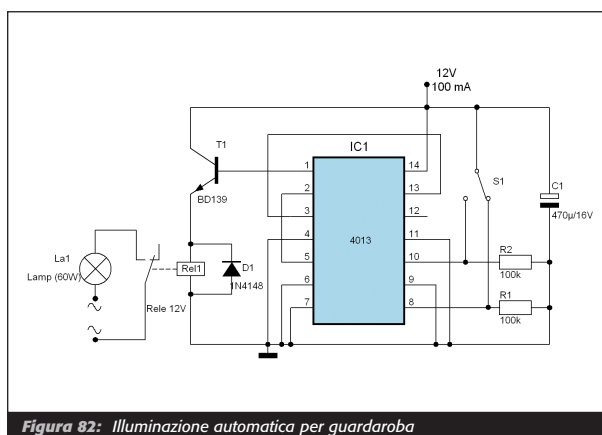 12V
100 mA
T1
IC1
BD139
4013
1
2
3
4
5
6
7
14
13
12
11
10
9
8
S1
C1
470µ/16V
R2
100k
R1
100k
La1
Lamp (60W)
Rel1
D1
1N4148
Rele 12V
Figura 82: Illuminazione automatica per guardaroba